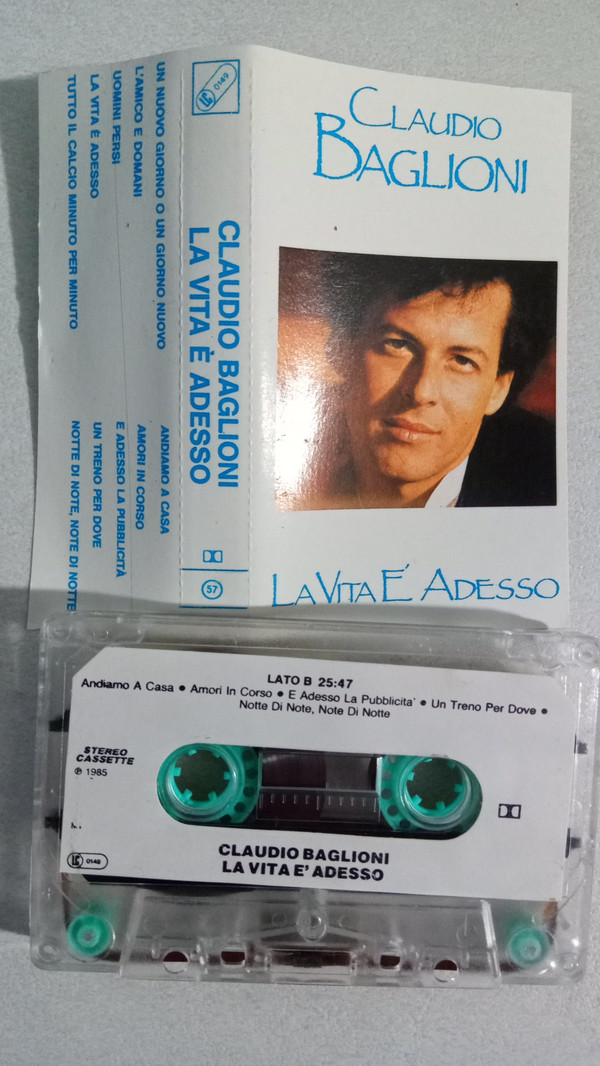 CLAUDIO
BAGLIONI
LA VITA E' ADESSO
LC 0149
CLAUDIO BAGLIONI
LA VITA È ADESSO
57
UN NUOVO GIORNO O UN GIORNO NUOVO
L'AMICO E DOMANI
UOMINI PERSI
LA VITA È ADESSO
TUTTO IL CALCIO MINUTO PER MINUTO
ANDIAMO A CASA
AMORI IN CORSO
E ADESSO LA PUBBLICITÀ
UN TRENO PER DOVE
NOTTE DI NOTE, NOTE DI NOTTE
LATO B 25:47
Andiamo A Casa • Amori In Corso • E Adesso La Pubblicita' • Un Treno Per Dove •
Notte Di Note, Note Di Notte
STEREO
CASSETTE
℗ 1985
LC 0149
CLAUDIO BAGLIONI
LA VITA E' ADESSO